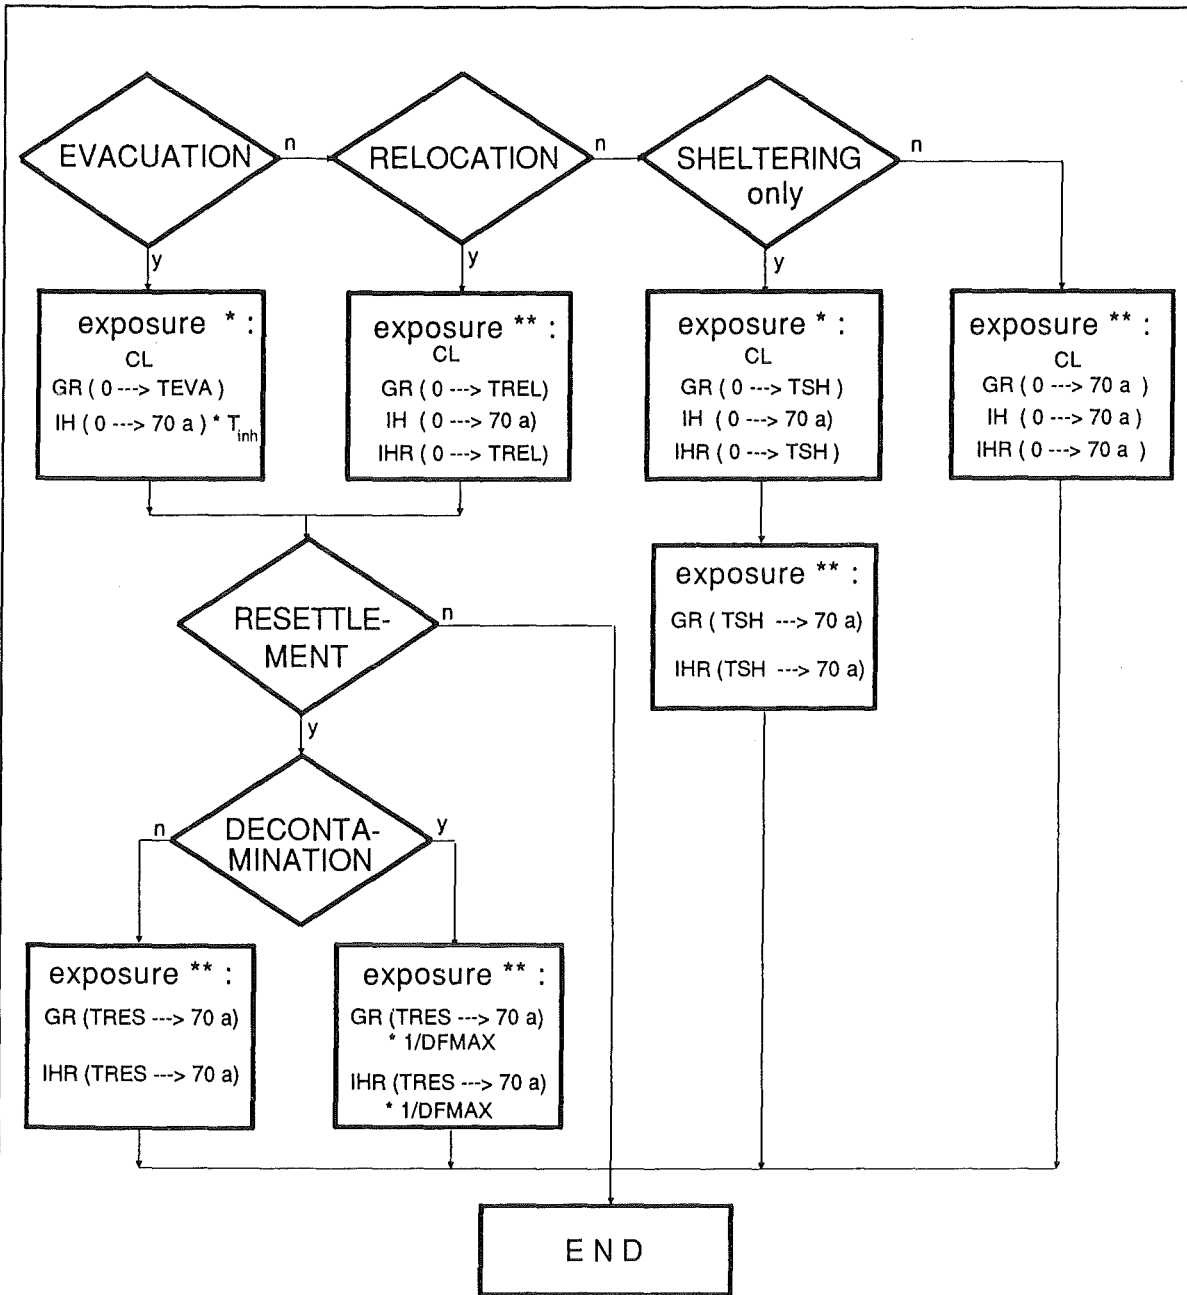 EVACUATION
n
RELOCATION
n
SHELTERING
only
n
y
y
y
exposure * :
CL
GR ( 0 ---> TEVA )
IH ( 0 ---> 70 a ) * Tinh
exposure ** :
CL
GR ( 0 ---> TREL)
IH ( 0 ---> 70 a)
IHR ( 0 ---> TREL)
exposure * :
CL
GR ( 0 ---> TSH )
IH ( 0 ---> 70 a)
IHR ( 0 ---> TSH )
exposure ** :
CL
GR ( 0 ---> 70 a )
IH ( 0 ---> 70 a )
IHR ( 0 ---> 70 a )
RESETTLE-
MENT
n
y
exposure ** :
GR ( TSH ---> 70 a)
IHR (TSH ---> 70 a)
DECONTA-
MINATION
n
y
exposure ** :
GR (TRES ---> 70 a)
IHR (TRES ---> 70 a)
exposure ** :
GR (TRES ---> 70 a)
* 1/DFMAX
IHR (TRES ---> 70 a)
* 1/DFMAX
E N D